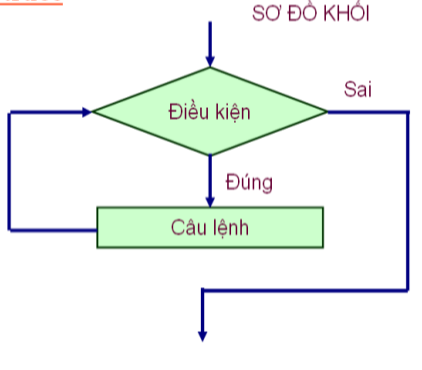 SƠ ĐỒ KHỐI
Sai
Điều kiện
Đúng
Câu lệnh